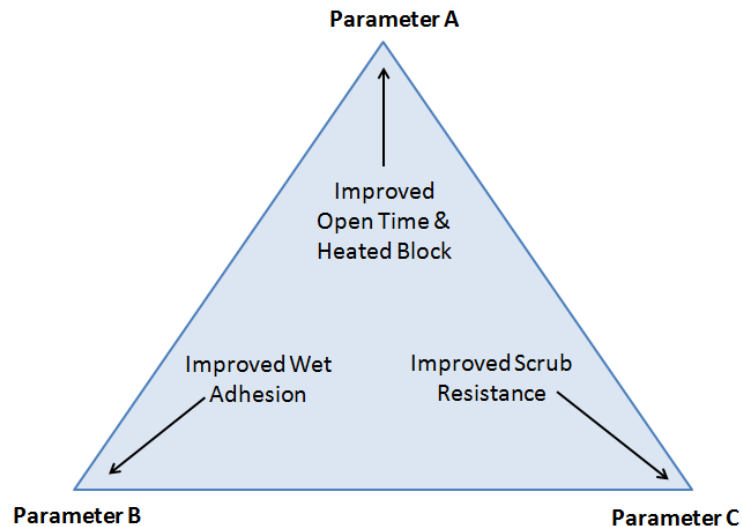 Parameter A
Improved
Open Time &
Heated Block
Improved Wet
Adhesion
Improved Scrub
Resistance
Parameter B
Parameter C